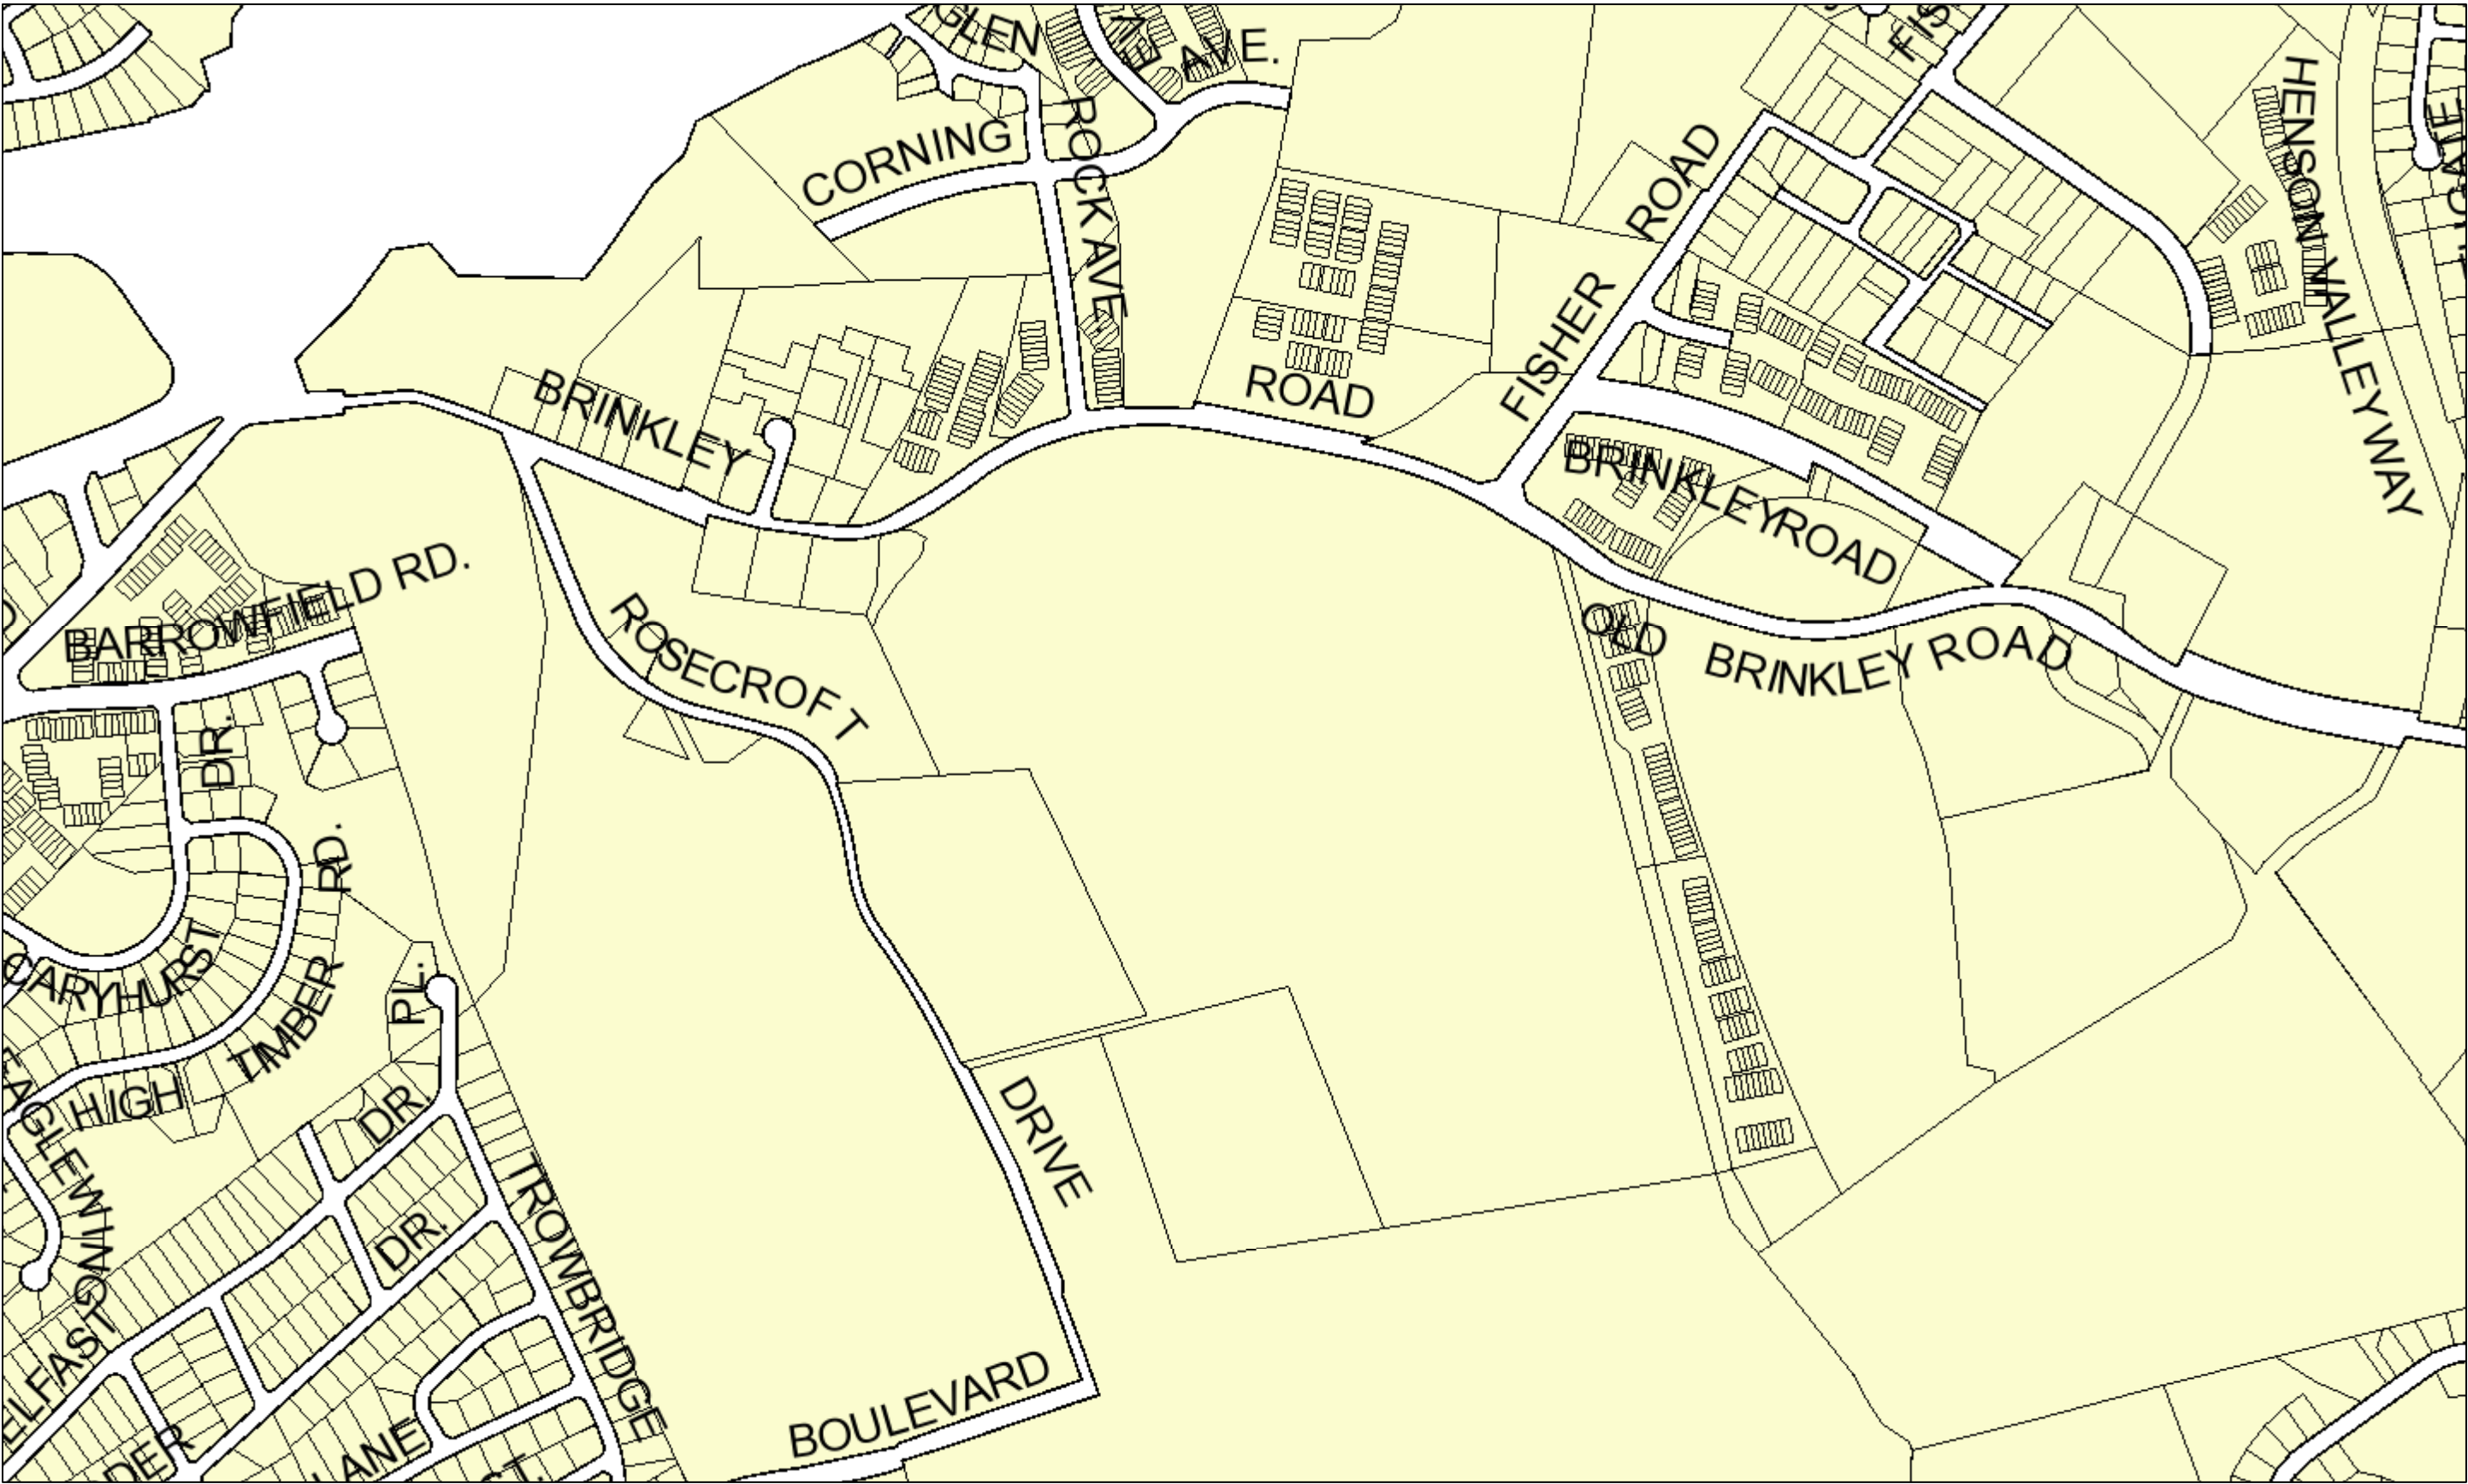 GLEN
AVE.
HENSON VALLEY WAY
CORNING
ROCK AVE.
FISHER ROAD
BRINKLEY ROAD
BRINKLEY ROAD
OLD BRINKLEY ROAD
BARROWFIELD RD.
ROSECROFT DRIVE
DR.
CARYHURST
HIGH TIMBER RD.
PL.
EAGLEWING
DR.
DR.
TROWBRIDGE
BOULEVARD
LANE